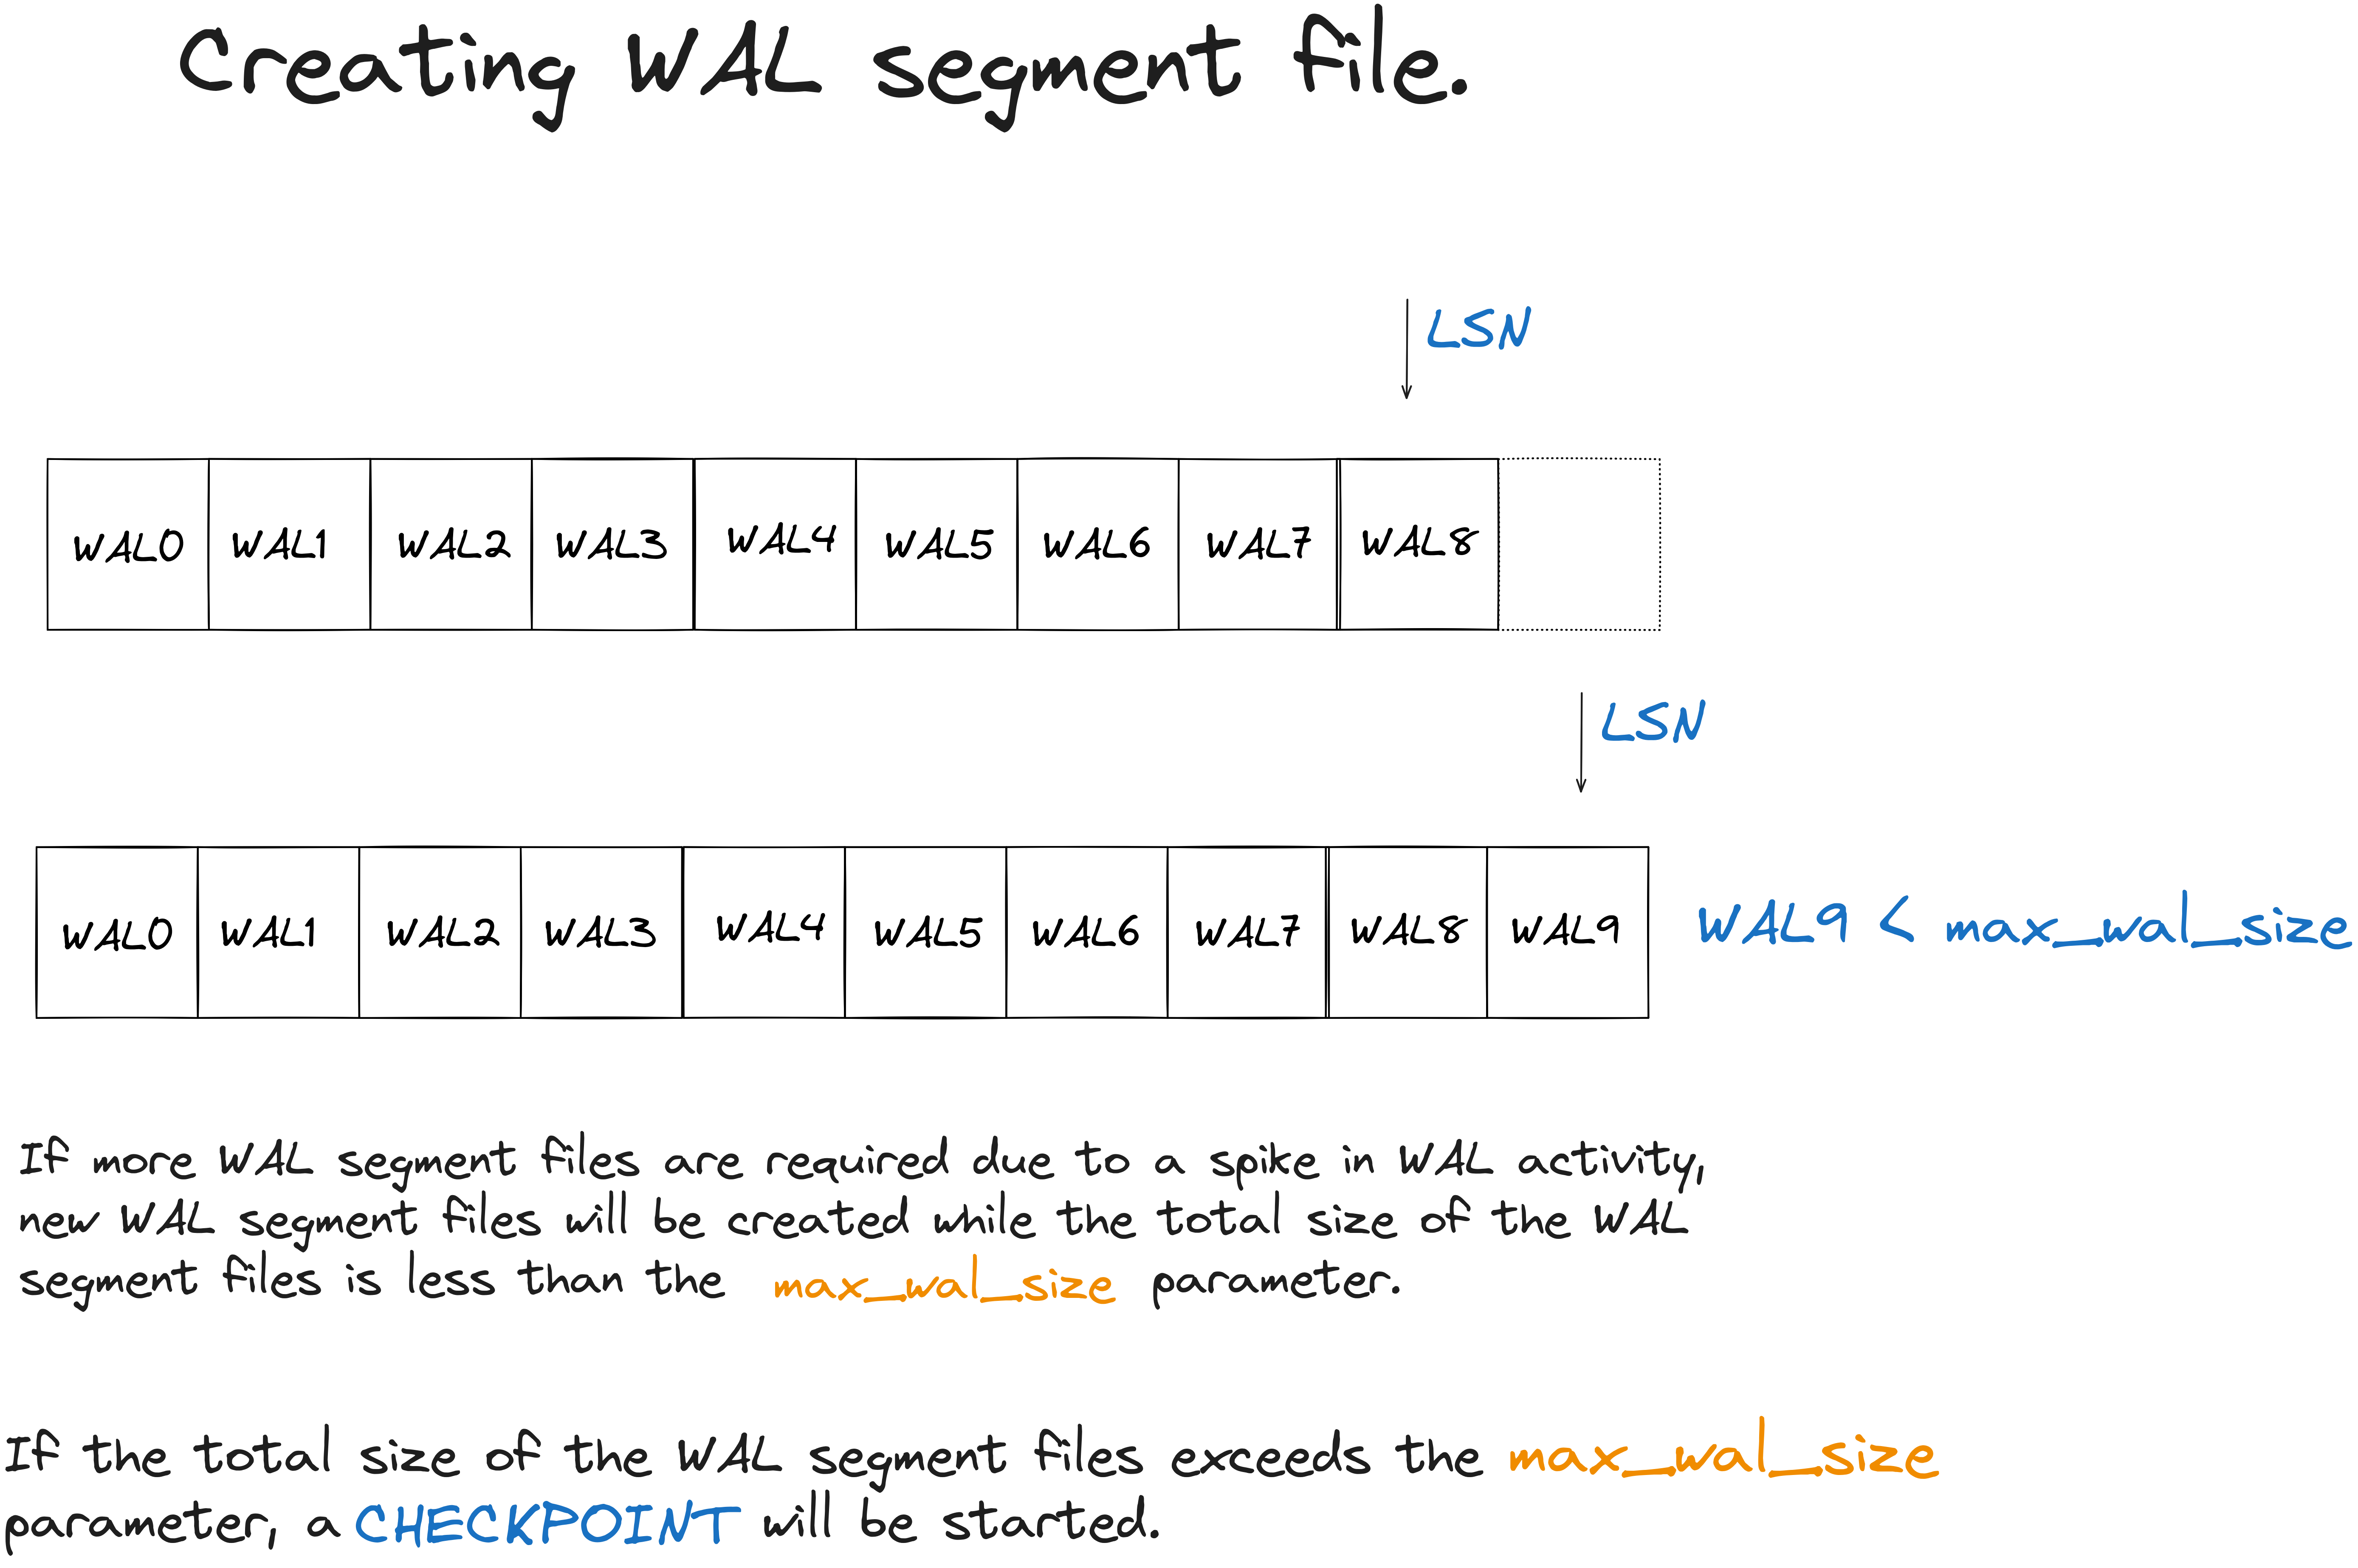 Creating WAL segment file.
LSN
WAL0 WAL1 WAL2 WAL3 WAL4 WAL5 WAL6 WAL7 WAL8
LSN
WAL0 WAL1 WAL2 WAL3 WAL4 WAL5 WAL6 WAL7 WAL8 WAL9 WAL9 < max_wal_size
If more WAL segment files are required due to a spike in WAL activity,
new WAL segment files will be created while the total size of the WAL
segment files is less than the max_wal_size parameter.
If the total size of the WAL segment files exceeds the max_wal_size
parameter, a CHECKPOINT will be started.